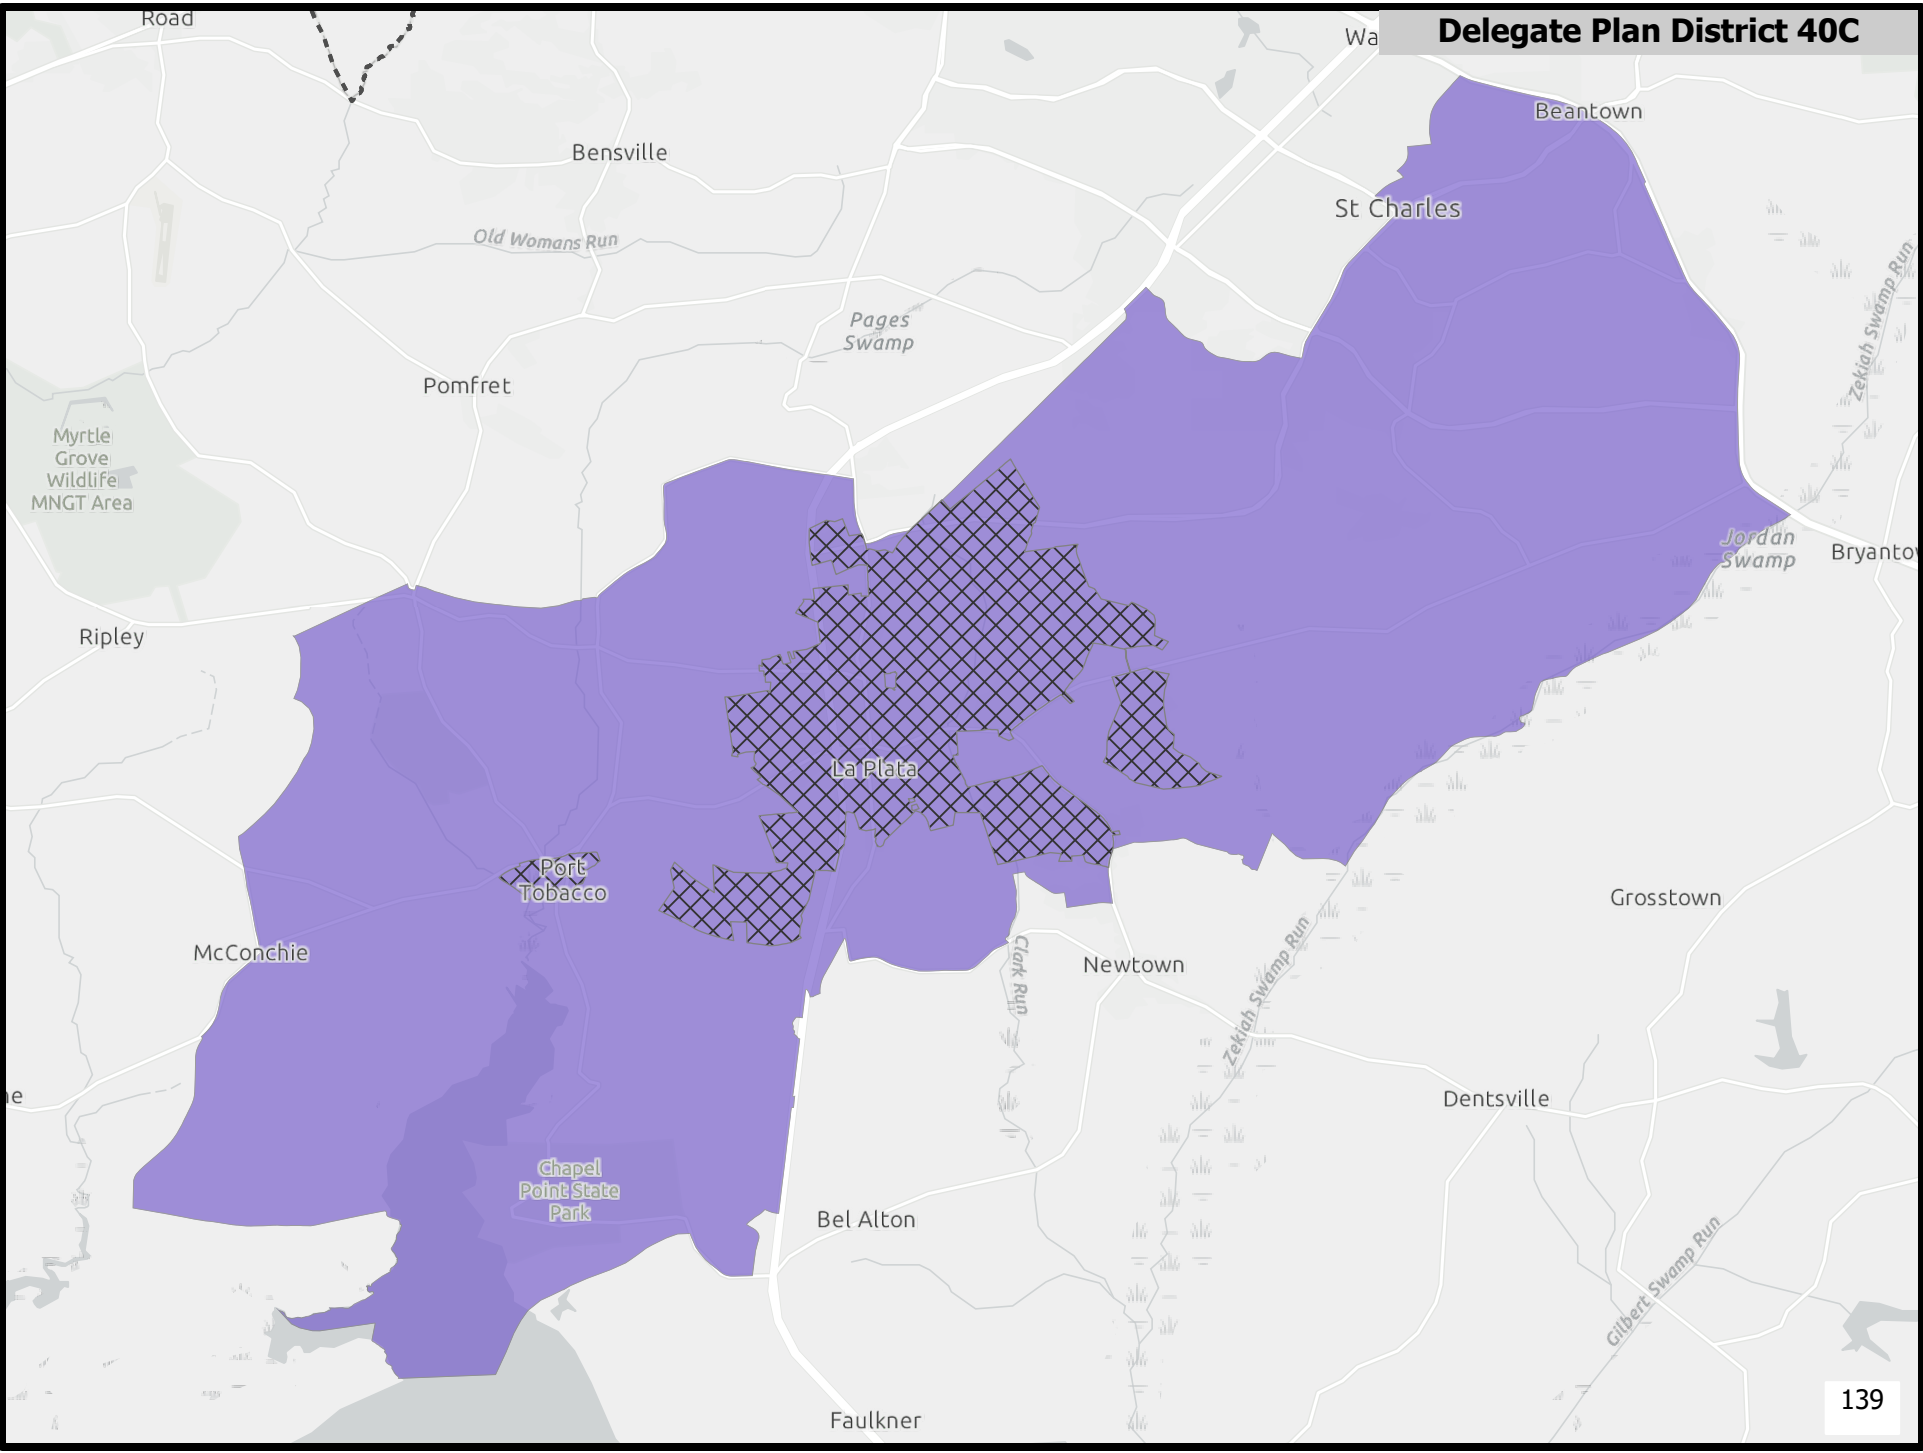 Road
Wa
Delegate Plan District 40C
Beantown
Bensville
St Charles
Old Womans Run
Zekiah Swamp Run
Pages
Swamp
Pomfret
Myrtle
Grove
Wildlife
MNGT Area
Jordan
Swamp
Bryanto
Ripley
La Plata
Port
Tobacco
Grosstown
McConchie
Clark Run
Newtown
Zekiah Swamp Run
Dentsville
Chapel
Point State
Park
Bel Alton
Gilbert Swamp Run
139
Faulkner